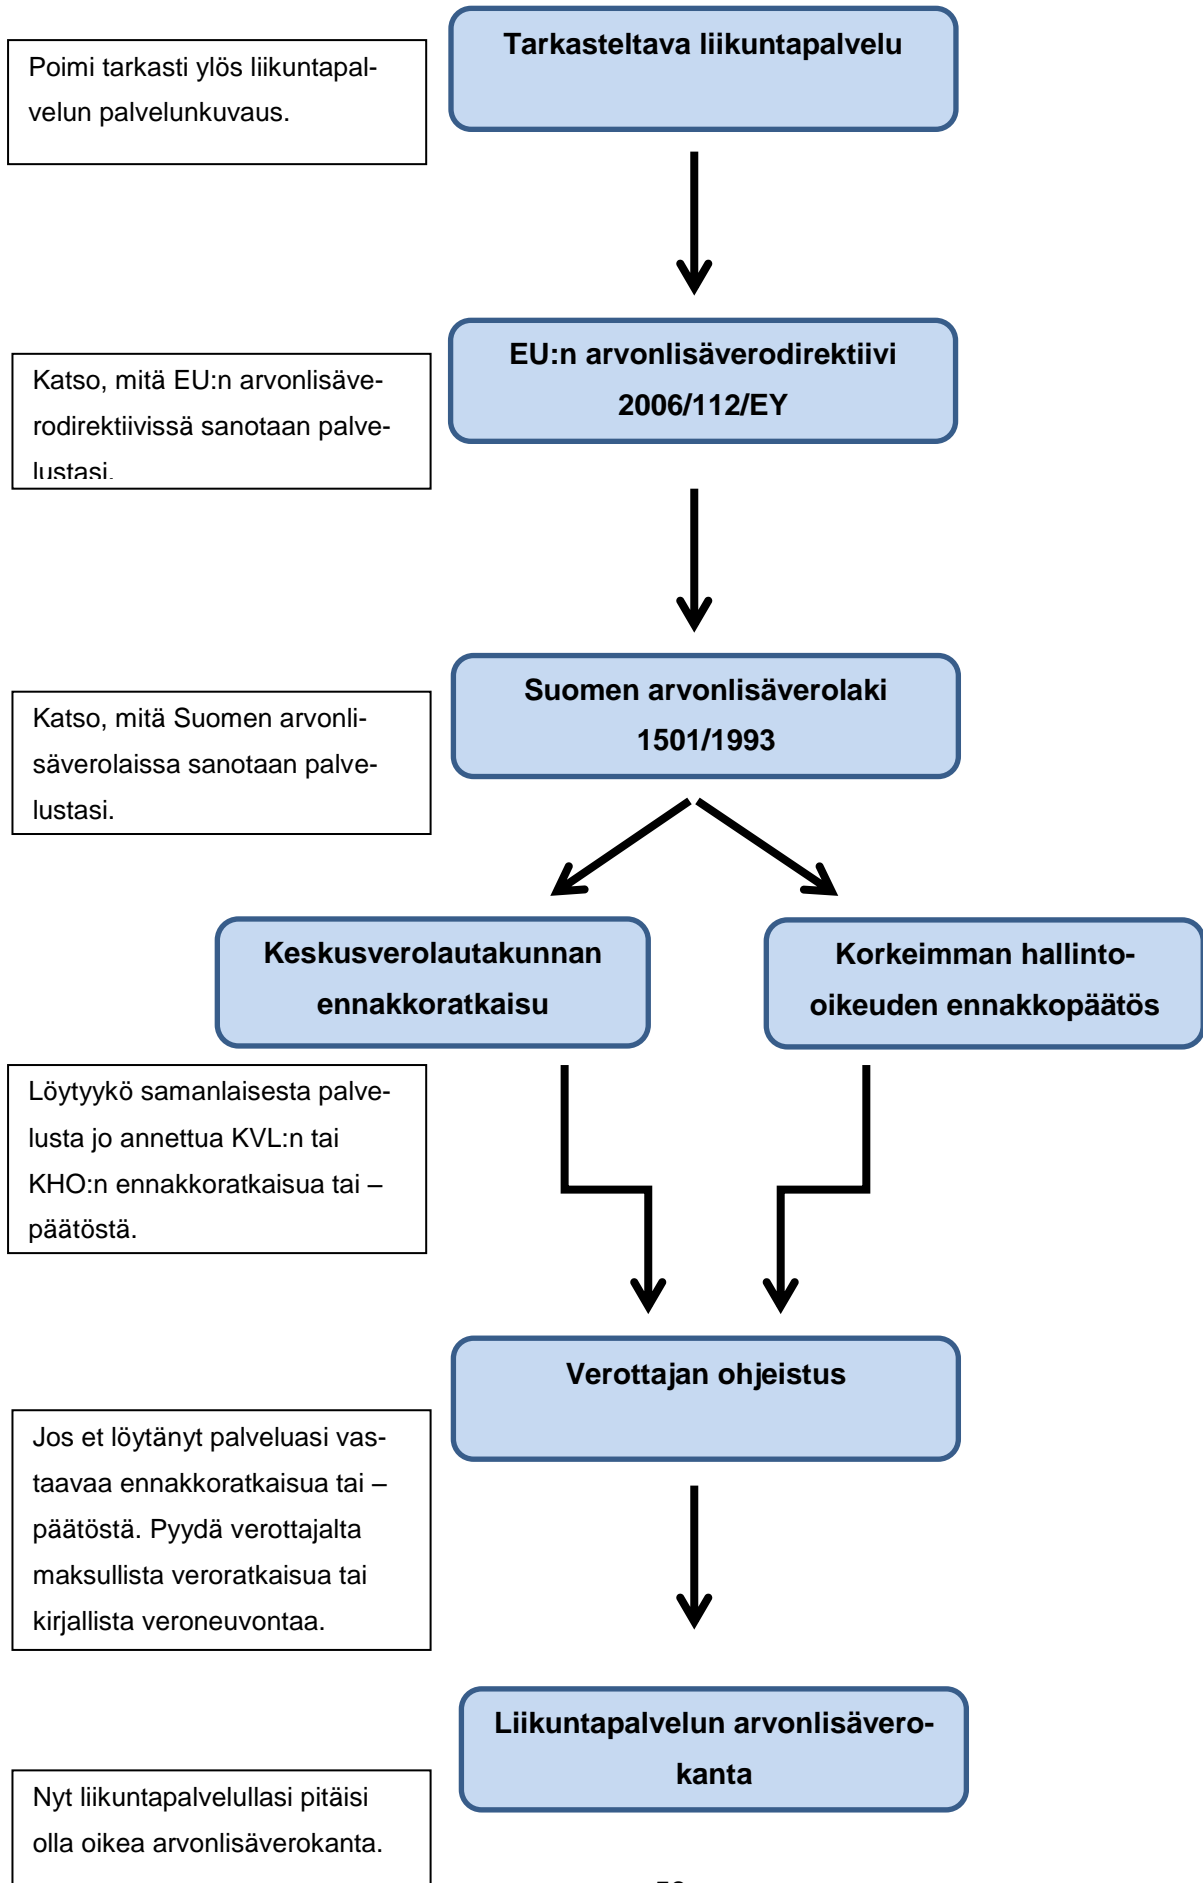 Tarkasteltava liikuntapalvelu
Poimi tarkasti ylös liikuntapal-
velun palvelunkuvaus.
EU:n arvonlisäverodirektiivi
2006/112/EY
Katso, mitä EU:n arvonlisäve-
rodirektiivissä sanotaan palve-
lustasi.
Suomen arvonlisäverolaki
1501/1993
Katso, mitä Suomen arvonli-
säverolaissa sanotaan palve-
lustasi.
Keskusverolautakunnan
ennakkoratkaisu
Korkeimman hallinto-
oikeuden ennakkopäätös
Löytyykö samanlaisesta palve-
lusta jo annettua KVL:n tai
KHO:n ennakkoratkaisua tai –
päätöstä.
Verottajan ohjeistus
Jos et löytänyt palveluasi vas-
taavaa ennakkoratkaisua tai –
päätöstä. Pyydä verottajalta
maksullista veroratkaisua tai
kirjallista veroneuvontaa.
Liikuntapalvelun arvonlisävero-
kanta
Nyt liikuntapalvelullasi pitäisi
olla oikea arvonlisäverokanta.